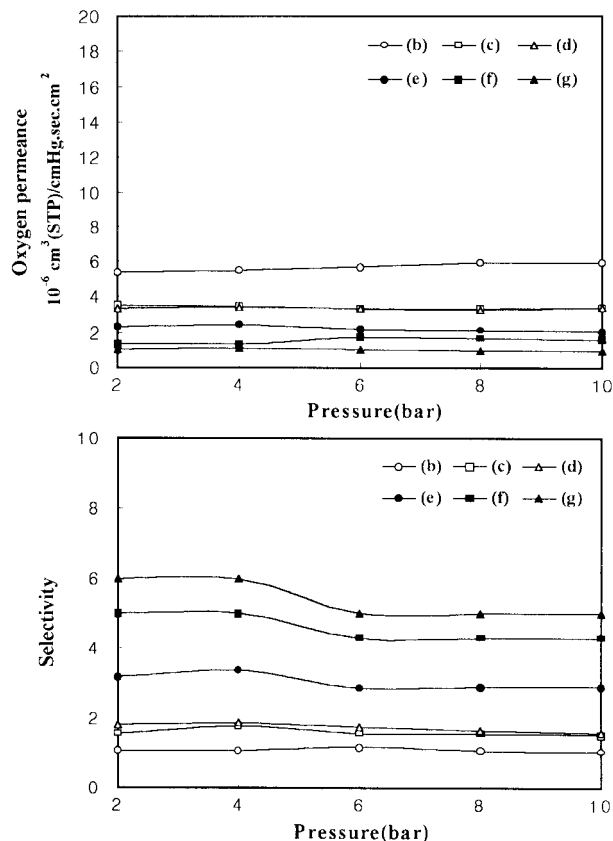 Oxygen permeance
10⁻⁶ cm³(STP)/cmHg.sec.cm²
20
18
16
14
12
10
8
6
4
2
0
(b) (c) (d)
(e) (f) (g)
2 4 6 8 10
Pressure(bar)
Selectivity
10
8
6
4
2
0
(b) (c) (d)
(e) (f) (g)
2 4 6 8 10
Pressure(bar)